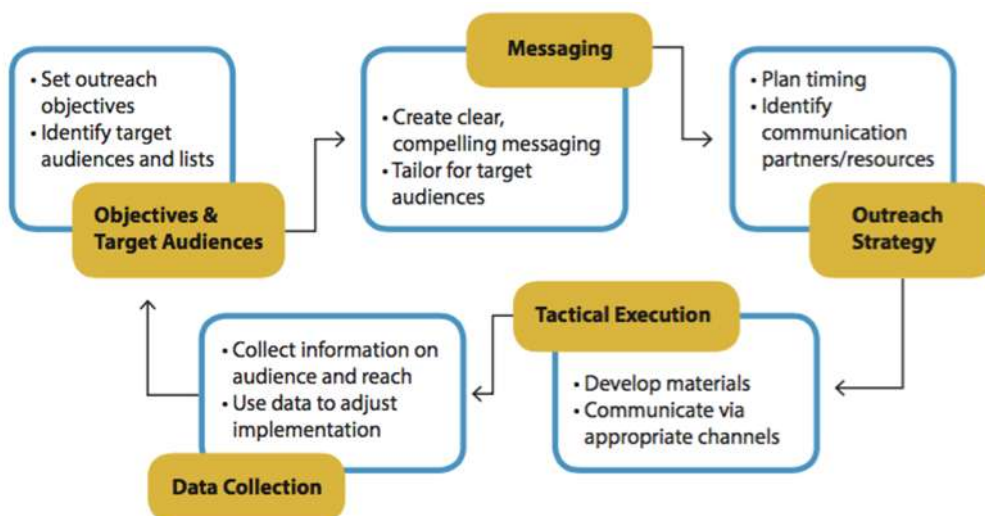 • Set outreach
objectives
• Identify target
audiences and lists
Objectives &
Target Audiences
Messaging
• Create clear,
compelling messaging
• Tailor for target
audiences
• Plan timing
• Identify
communication
partners/resources
Outreach
Strategy
Tactical Execution
• Develop materials
• Communicate via
appropriate channels
• Collect information on
audience and reach
• Use data to adjust
implementation
Data Collection